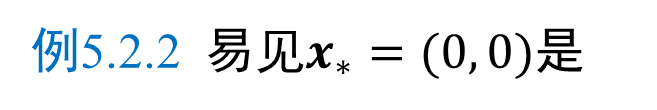 例5.2.2 易见𝒙∗ = (0, 0)是